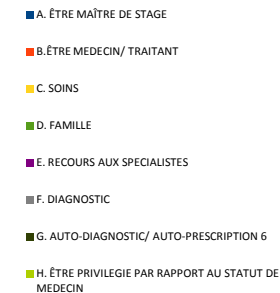 A. ÊTRE MAÎTRE DE STAGE
B.ÊTRE MEDECIN/ TRAITANT
C. SOINS
D. FAMILLE
E. RECOURS AUX SPECIALISTES
F. DIAGNOSTIC
G. AUTO-DIAGNOSTIC/ AUTO-PRESCRIPTION 6
H. ÊTRE PRIVILEGIE PAR RAPPORT AU STATUT DE
MEDECIN